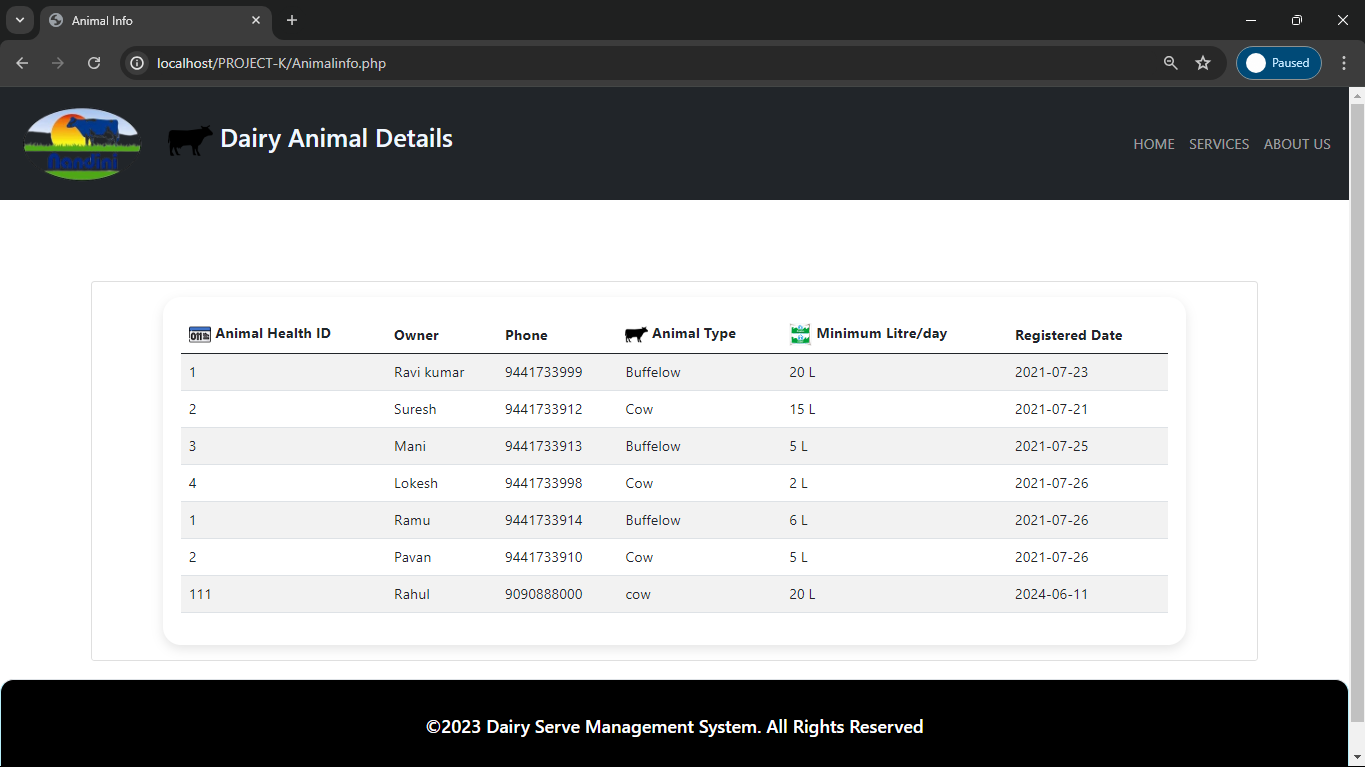 Animal Info
localhost/PROJECT-K/Animalinfo.php
Paused
Nandini
Dairy Animal Details
HOME SERVICES ABOUT US
Animal Health ID Owner Phone Animal Type Minimum Litre/day Registered Date
1 Ravi kumar 9441733999 Buffelow 20 L 2021-07-23
2 Suresh 9441733912 Cow 15 L 2021-07-21
3 Mani 9441733913 Buffelow 5 L 2021-07-25
4 Lokesh 9441733998 Cow 2 L 2021-07-26
1 Ramu 9441733914 Buffelow 6 L 2021-07-26
2 Pavan 9441733910 Cow 5 L 2021-07-26
111 Rahul 9090888000 cow 20 L 2024-06-11
©2023 Dairy Serve Management System. All Rights Reserved